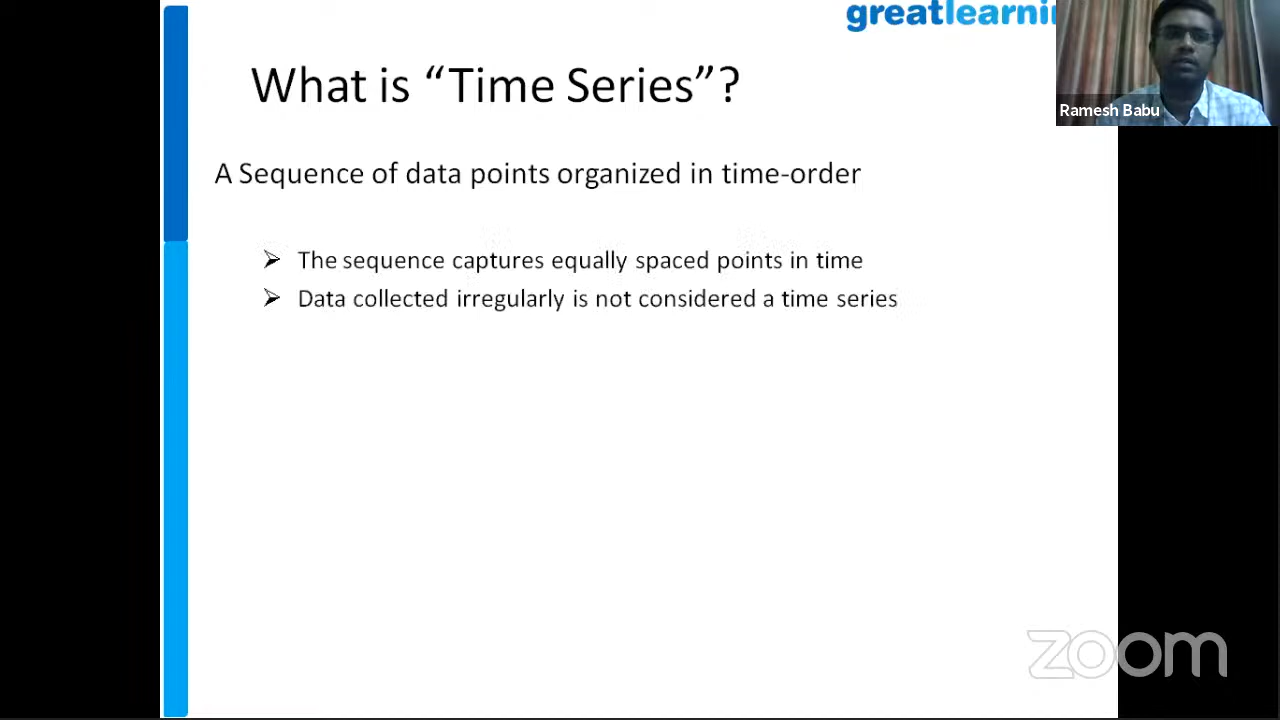 greatlearnin
What is “Time Series”?
Ramesh Babu
A Sequence of data points organized in time-order
➢ The sequence captures equally spaced points in time
➢ Data collected irregularly is not considered a time series
zoom